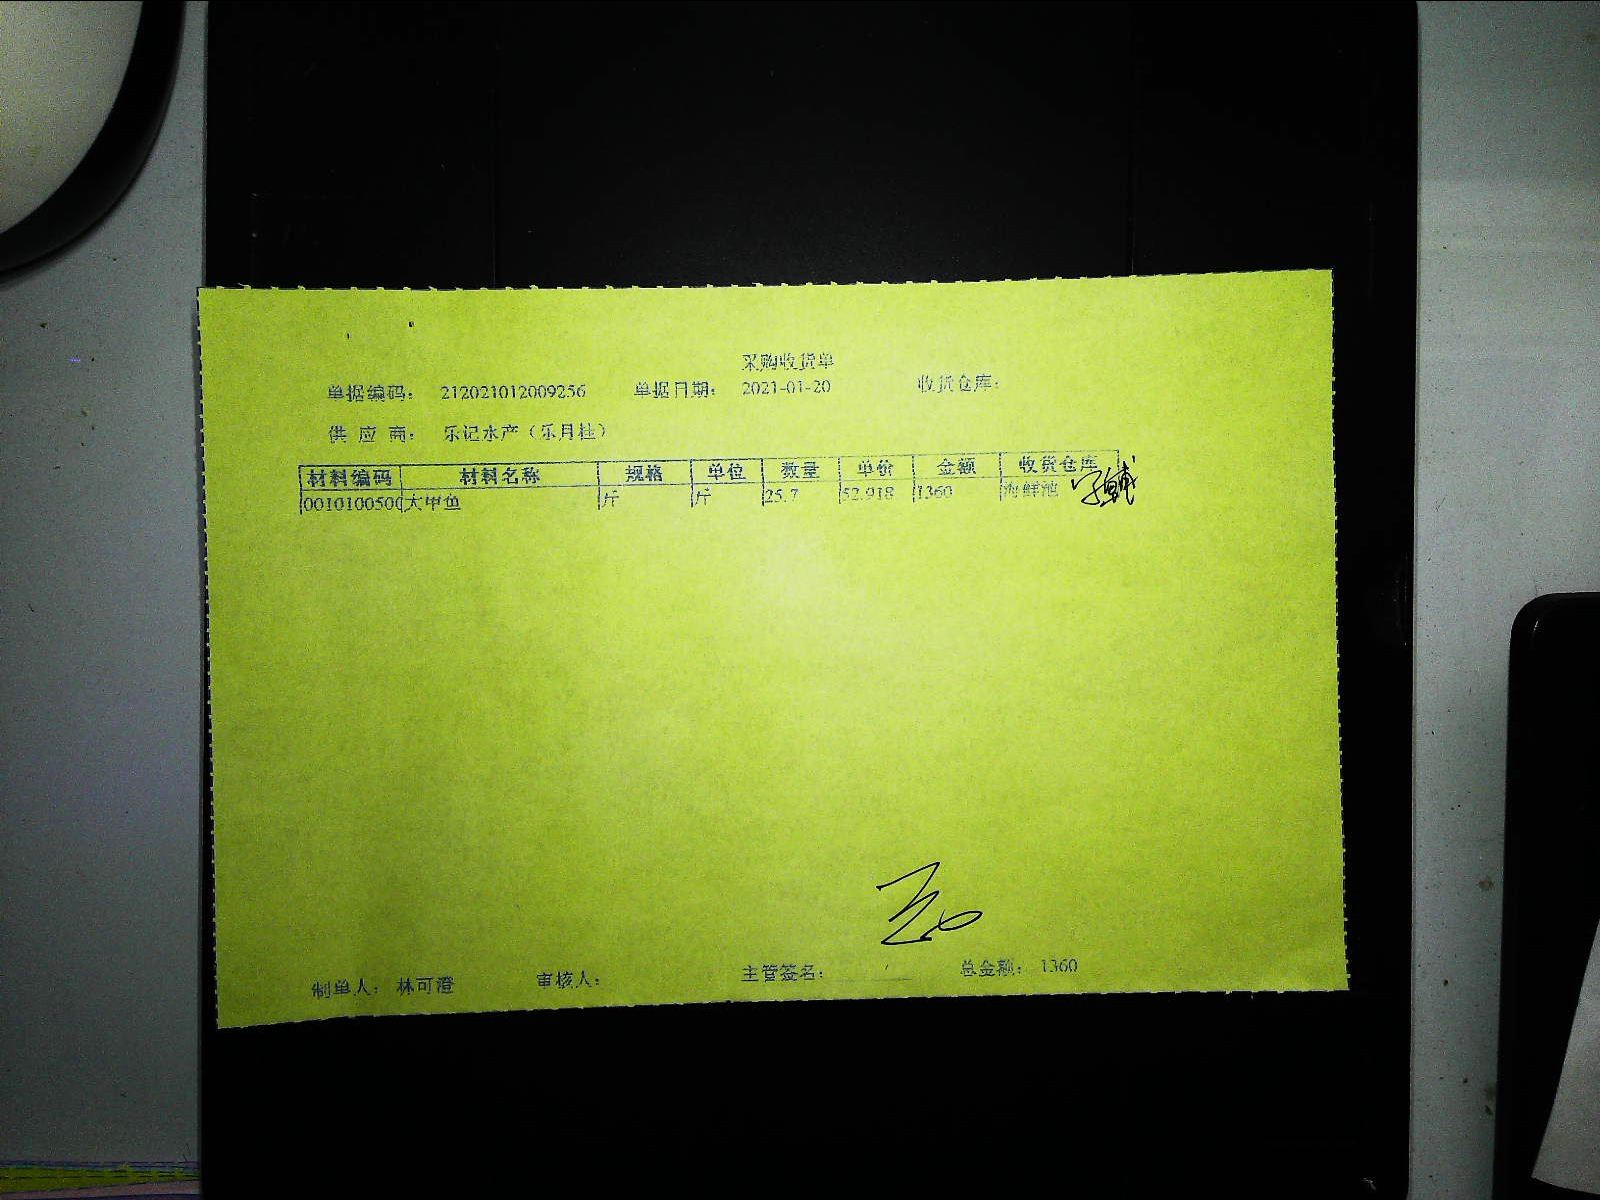 采购收货单
单据编码： 212021012009256 单据日期： 2021-01-20 收货仓库：
供 应 商： 乐记水产（乐月桂）
材料编码 材料名称 规格 单位 数量 单价 金额 收货仓库
0010100500 大甲鱼 斤 斤 25.7 52.918 1360 海鲜池
制单人： 林可澄 审核人： 主管签名： 总金额： 1360